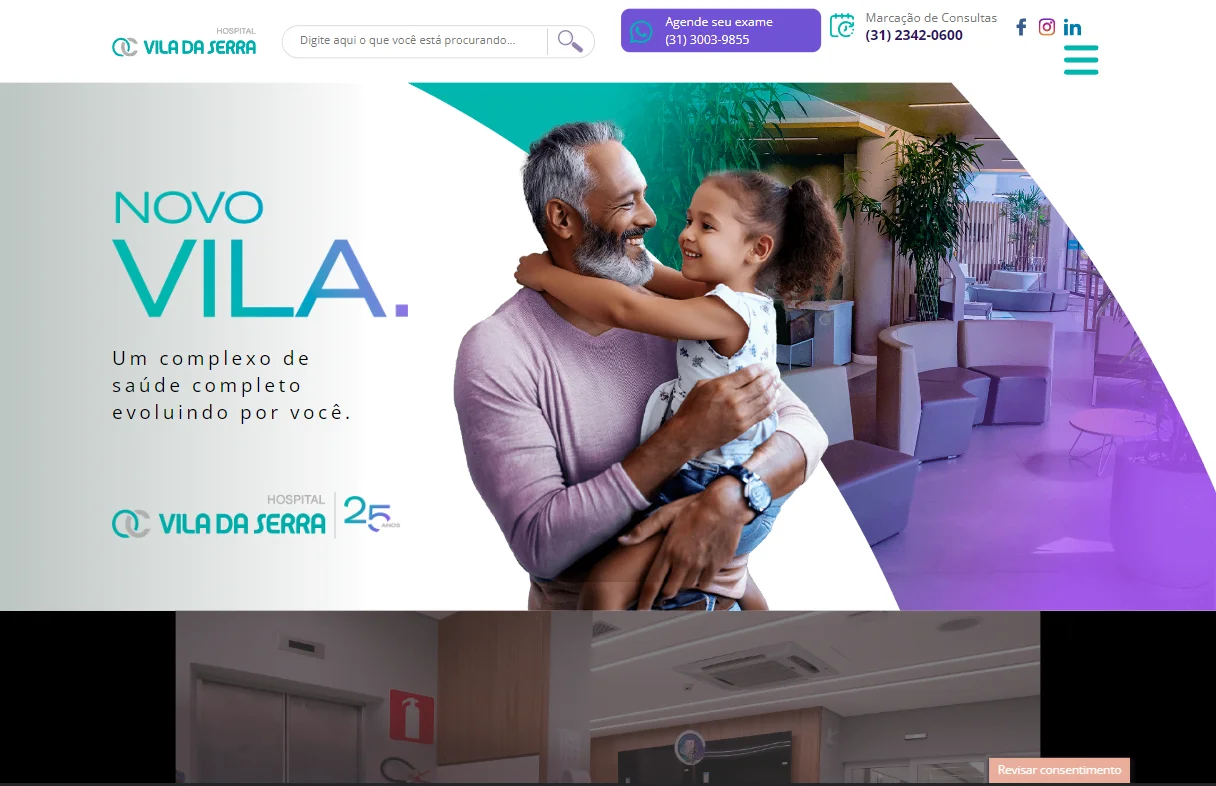 HOSPITAL
VILA DA SERRA
Digite aqui o que você está procurando...
Agende seu exame
(31) 3003-9855
Marcação de Consultas
(31) 2342-0600
NOVO
VILA.
Um complexo de
saúde completo
evoluindo por você.
HOSPITAL
VILA DA SERRA
25
ANOS
Revisar consentimento